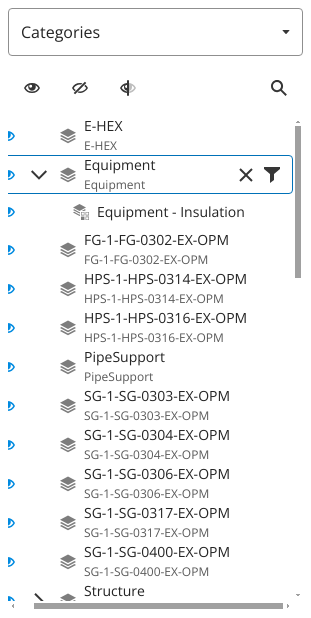 Categories
E-HEX
E-HEX
Equipment
Equipment
Equipment - Insulation
FG-1-FG-0302-EX-OPM
FG-1-FG-0302-EX-OPM
HPS-1-HPS-0314-EX-OPM
HPS-1-HPS-0314-EX-OPM
HPS-1-HPS-0316-EX-OPM
HPS-1-HPS-0316-EX-OPM
PipeSupport
PipeSupport
SG-1-SG-0303-EX-OPM
SG-1-SG-0303-EX-OPM
SG-1-SG-0304-EX-OPM
SG-1-SG-0304-EX-OPM
SG-1-SG-0306-EX-OPM
SG-1-SG-0306-EX-OPM
SG-1-SG-0317-EX-OPM
SG-1-SG-0317-EX-OPM
SG-1-SG-0400-EX-OPM
SG-1-SG-0400-EX-OPM
Structure